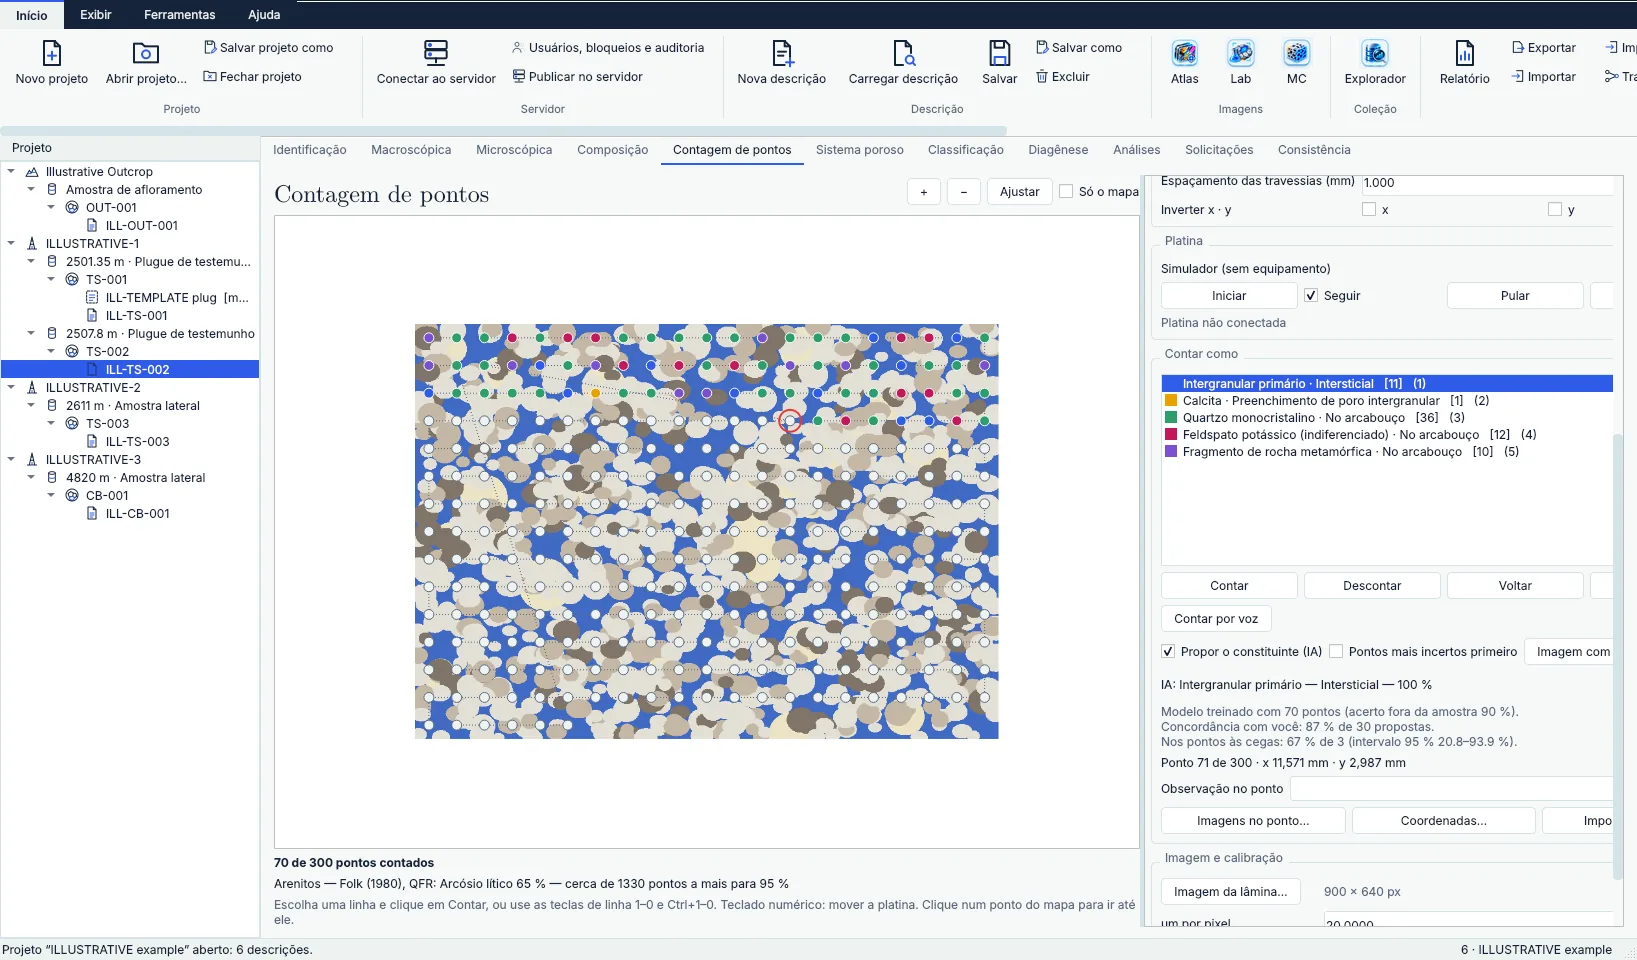 Início Exibir Ferramentas Ajuda
Novo projeto Abrir projeto... Salvar projeto como Fechar projeto
Projeto
Conectar ao servidor Usuários, bloqueios e auditoria Publicar no servidor
Servidor
Nova descrição Carregar descrição Salvar Salvar como Excluir
Descrição
Atlas Lab MC
Imagens
Explorador
Coleção
Relatório Exportar Importar
Projeto
Illustrative Outcrop
Amostra de afloramento
OUT-001
ILL-OUT-001
ILLUSTRATIVE-1
2501.35 m · Plugue de testemu...
TS-001
ILL-TEMPLATE plug [m...
ILL-TS-001
2507.8 m · Plugue de testemunho
TS-002
ILL-TS-002
ILLUSTRATIVE-2
2611 m · Amostra lateral
TS-003
ILL-TS-003
ILLUSTRATIVE-3
4820 m · Amostra lateral
CB-001
ILL-CB-001
Identificação Macroscópica Microscópica Composição Contagem de pontos Sistema poroso Classificação Diagênese Análises Solicitações Consistência
Contagem de pontos
+ − Ajustar Só o mapa
70 de 300 pontos contados
Arenitos — Folk (1980), QFR: Arcósio lítico 65 % — cerca de 1330 pontos a mais para 95 %
Escolha uma linha e clique em Contar, ou use as teclas de linha 1–0 e Ctrl+1–0. Teclado numérico: mover a platina. Clique num ponto do mapa para ir até
ele.
Espaçamento das travessias (mm) 1.000
Inverter x · y x y
Platina
Simulador (sem equipamento)
Iniciar Seguir Pular
Platina não conectada
Contar como
Intergranular primário · Intersticial [11] (1)
Calcita · Preenchimento de poro intergranular [1] (2)
Quartzo monocristalino · No arcabouço [36] (3)
Feldspato potássico (indiferenciado) · No arcabouço [12] (4)
Fragmento de rocha metamórfica · No arcabouço [10] (5)
Contar Descontar Voltar
Contar por voz
Propor o constituinte (IA) Pontos mais incertos primeiro Imagem com
IA: Intergranular primário — Intersticial — 100 %
Modelo treinado com 70 pontos (acerto fora da amostra 90 %).
Concordância com você: 87 % de 30 propostas.
Nos pontos às cegas: 67 % de 3 (intervalo 95 % 20.8–93.9 %).
Ponto 71 de 300 · x 11,571 mm · y 2,987 mm
Observação no ponto
Imagens no ponto... Coordenadas... Impo
Imagem e calibração
Imagem da lâmina... 900 × 640 px
µm por pixel 20.0000
Projeto “ILLUSTRATIVE example” aberto: 6 descrições.
6 · ILLUSTRATIVE example